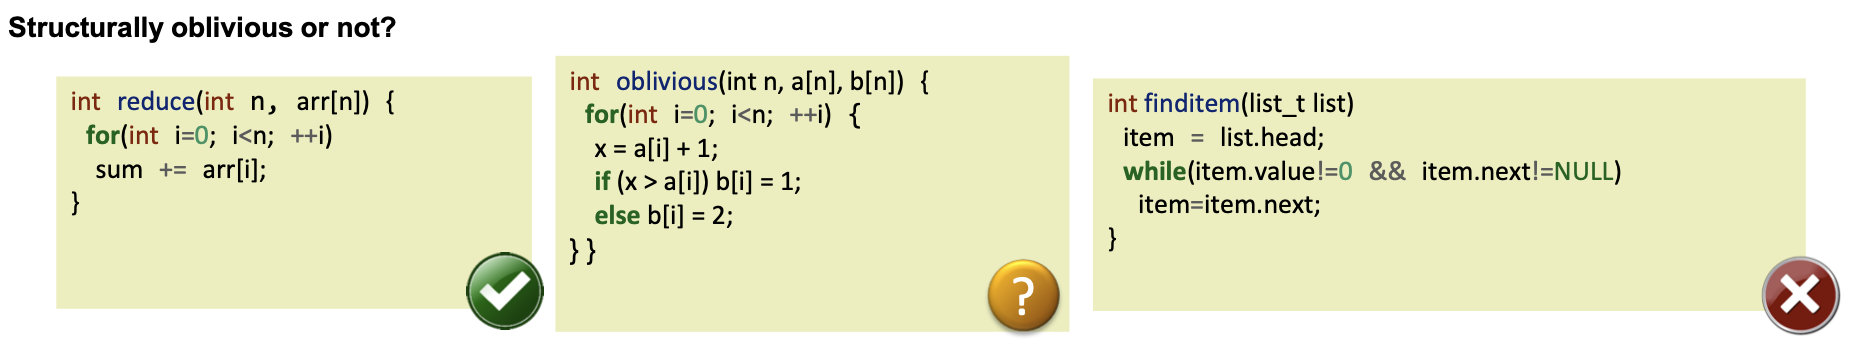 Structurally oblivious or not?
int reduce(int n, arr[n]) {
for(int i=0; i<n; ++i)
sum += arr[i];
}
int oblivious(int n, a[n], b[n]) {
for(int i=0; i<n; ++i) {
x = a[i] + 1;
if (x > a[i]) b[i] = 1;
else b[i] = 2;
}}
?
int finditem(list_t list)
item = list.head;
while(item.value!=0 && item.next!=NULL)
item=item.next;
}